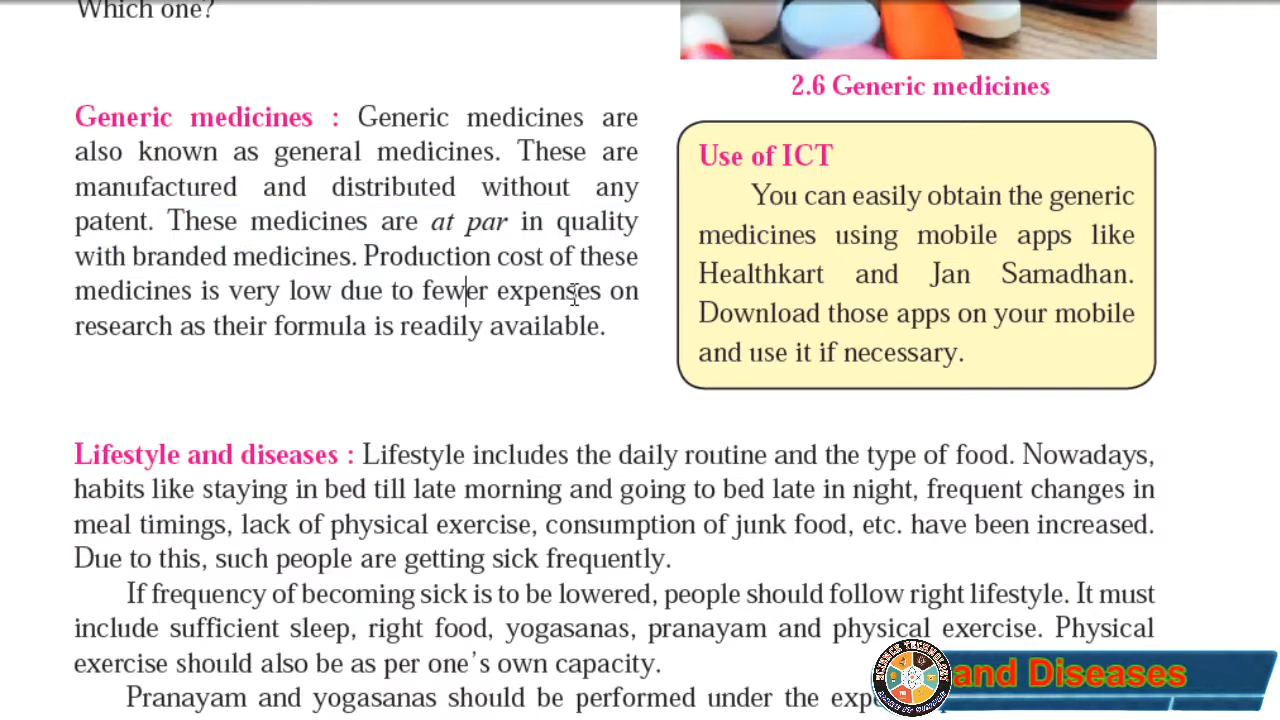 Which one?
2.6 Generic medicines
Generic medicines : Generic medicines are
also known as general medicines. These are
manufactured and distributed without any
patent. These medicines are at par in quality
with branded medicines. Production cost of these
medicines is very low due to fewer expenses on
research as their formula is readily available.
Use of ICT
You can easily obtain the generic
medicines using mobile apps like
Healthkart and Jan Samadhan.
Download those apps on your mobile
and use it if necessary.
Lifestyle and diseases : Lifestyle includes the daily routine and the type of food. Nowadays,
habits like staying in bed till late morning and going to bed late in night, frequent changes in
meal timings, lack of physical exercise, consumption of junk food, etc. have been increased.
Due to this, such people are getting sick frequently.
If frequency of becoming sick is to be lowered, people should follow right lifestyle. It must
include sufficient sleep, right food, yogasanas, pranayam and physical exercise. Physical
exercise should also be as per one's own capacity.
Pranayam and yogasanas should be performed under the
and Diseases
SCIENCE TECHNOLOGY
MADE IT SIMPLE